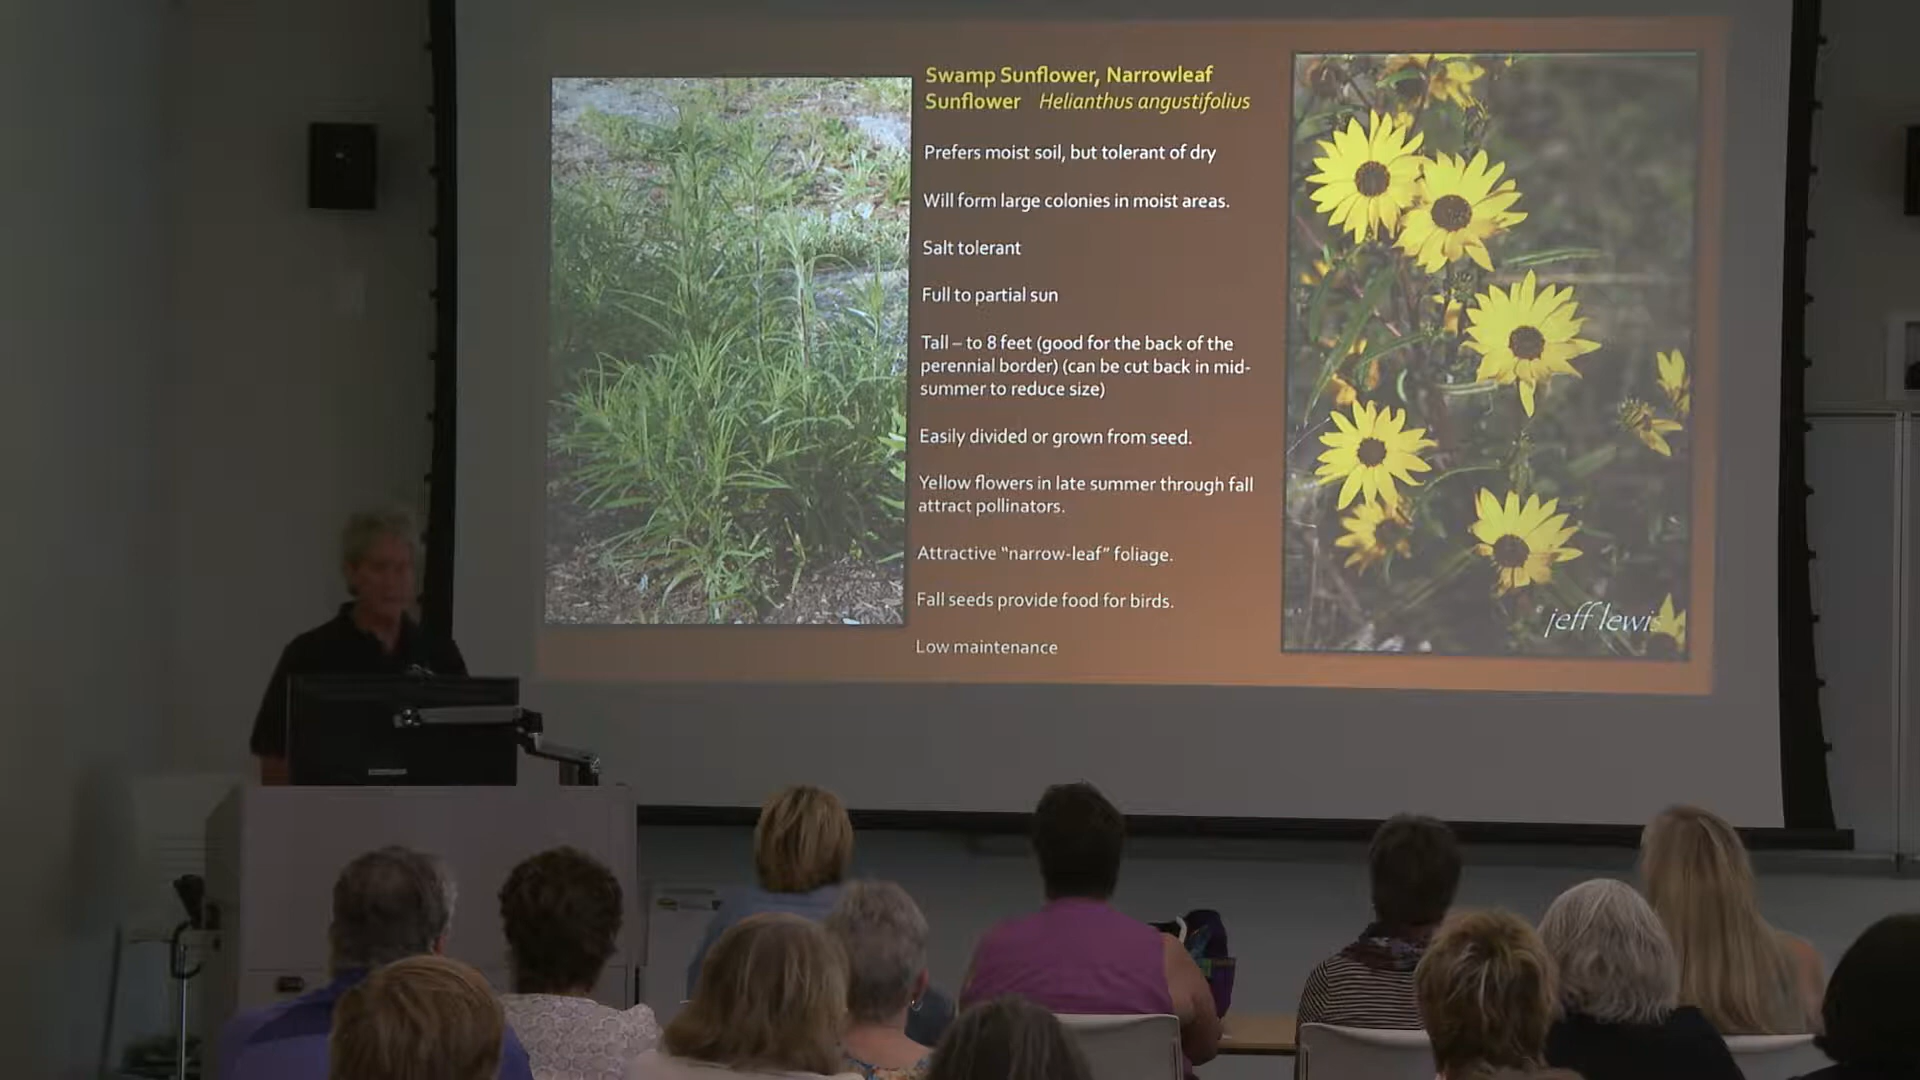 Swamp Sunflower, Narrowleaf
Sunflower Helianthus angustifolius
Prefers moist soil, but tolerant of dry
Will form large colonies in moist areas.
Salt tolerant
Full to partial sun
Tall – to 8 feet (good for the back of the
perennial border) (can be cut back in mid-
summer to reduce size)
Easily divided or grown from seed.
Yellow flowers in late summer through fall
attract pollinators.
Attractive “narrow-leaf” foliage.
Fall seeds provide food for birds.
Low maintenance
jeff lewis